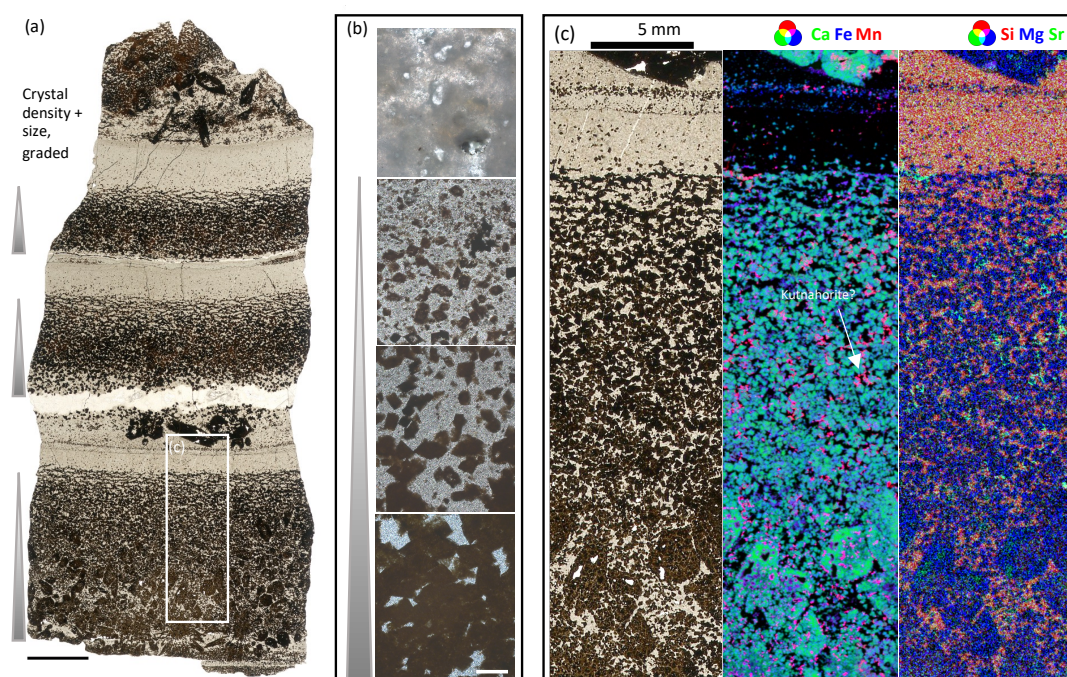 (a)
Crystal
density +
size,
graded
(c)
(b)
(c)
5 mm
Ca Fe Mn
Si Mg Sr
Kutnahorite?